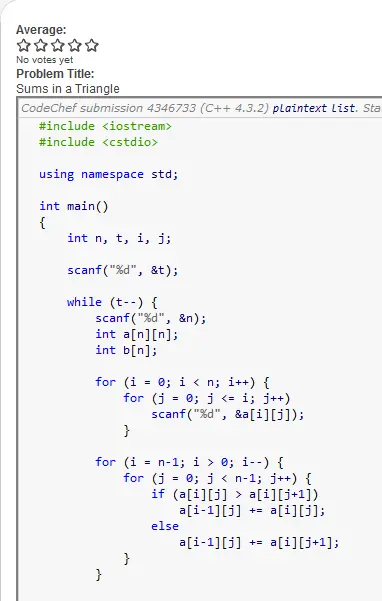 Average:
No votes yet
Problem Title:
Sums in a Triangle
CodeChef submission 4346733 (C++ 4.3.2) plaintext list. Sta
#include <iostream>
#include <cstdio>
using namespace std;
int main()
{
int n, t, i, j;
scanf("%d", &t);
while (t--) {
scanf("%d", &n);
int a[n][n];
int b[n];
for (i = 0; i < n; i++) {
for (j = 0; j <= i; j++)
scanf("%d", &a[i][j]);
}
for (i = n-1; i > 0; i--) {
for (j = 0; j < n-1; j++) {
if (a[i][j] > a[i][j+1])
a[i-1][j] += a[i][j];
else
a[i-1][j] += a[i][j+1];
}
}